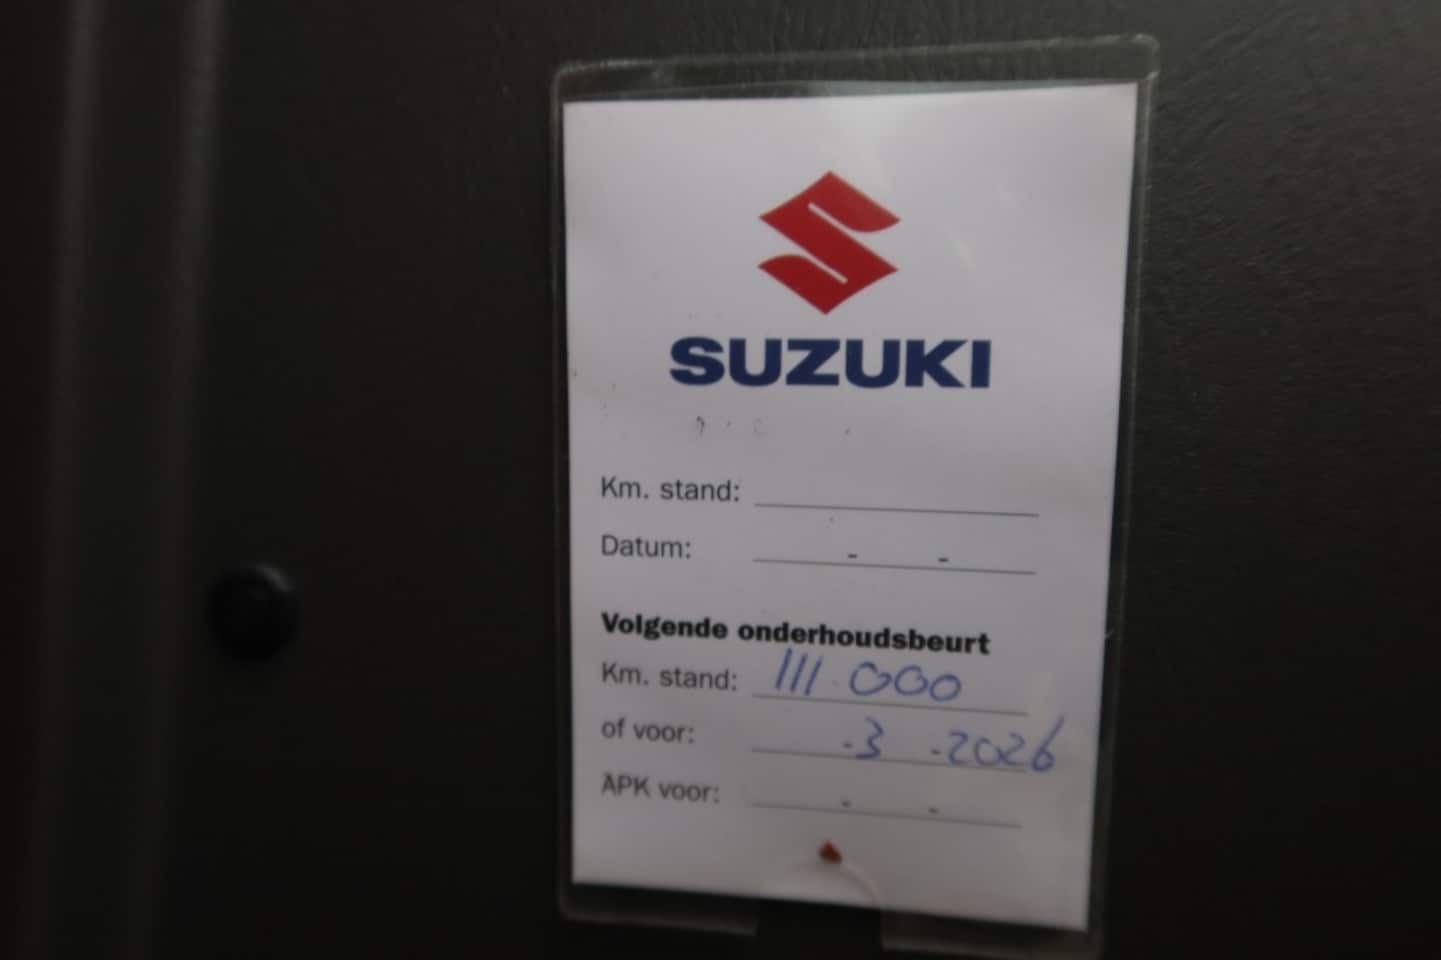 SUZUKI
Km. stand:
Datum: - -
Volgende onderhoudsbeurt
Km. stand: 111.000
of voor: -3 -2026
APK voor: - -